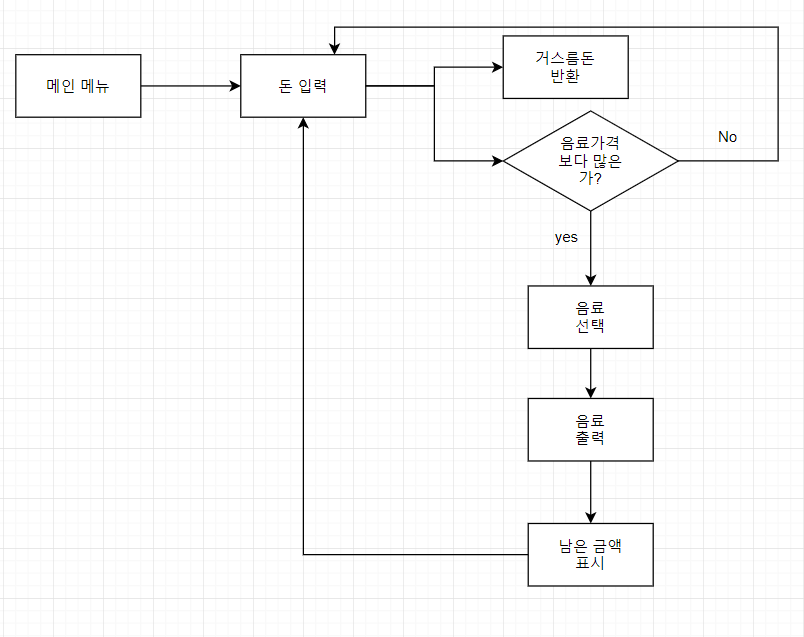 메인 메뉴
돈 입력
거스름돈
반환
음료가격
보다 많은
가?
No
yes
음료
선택
음료
출력
남은 금액
표시